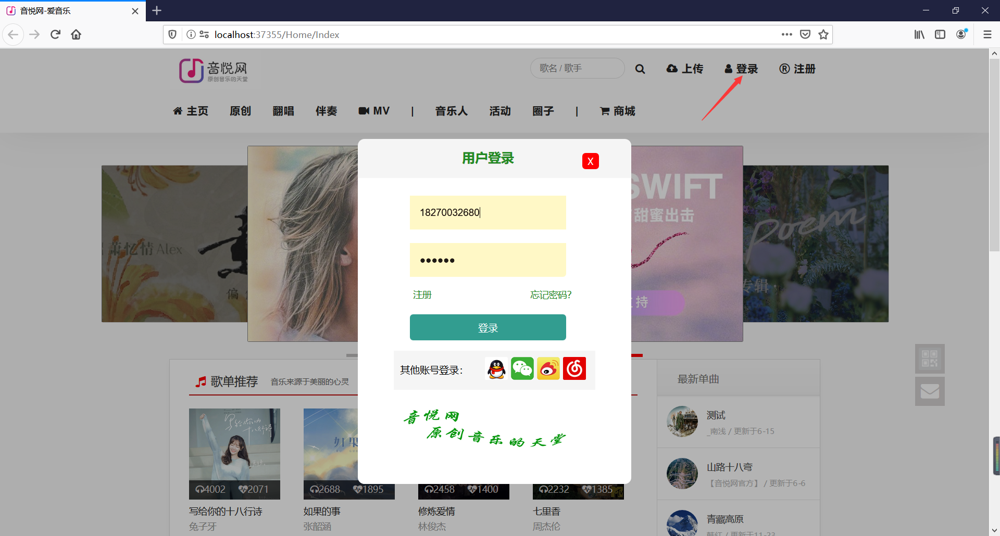 音悦网-爱音乐
localhost:37355/Home/Index
音悦网
原创音乐的天堂
歌名 / 歌手
上传
登录
注册
主页 原创 翻唱 伴奏 MV | 音乐人 活动 圈子 | 商城
用户登录
X
18270032680
••••••
注册 忘记密码?
登录
其他账号登录：
音悦网
原创音乐的天堂
萧忆情Alex
偏
SWIFT
甜蜜出击
持
Poem
专辑
歌单推荐 音乐来源于美丽的心灵
写给你的
十八行诗
如果
4002 2071
2688 1895
2458 1400
2232 1385
写给你的十八行诗
兔子牙
如果的事
张韶涵
修炼爱情
林俊杰
七里香
周杰伦
最新单曲
测试
_南浅 / 更新于6-15
山路十八弯
【音悦网官方】 / 更新于6-6
青藏高原
韩红 / 更新于11-23